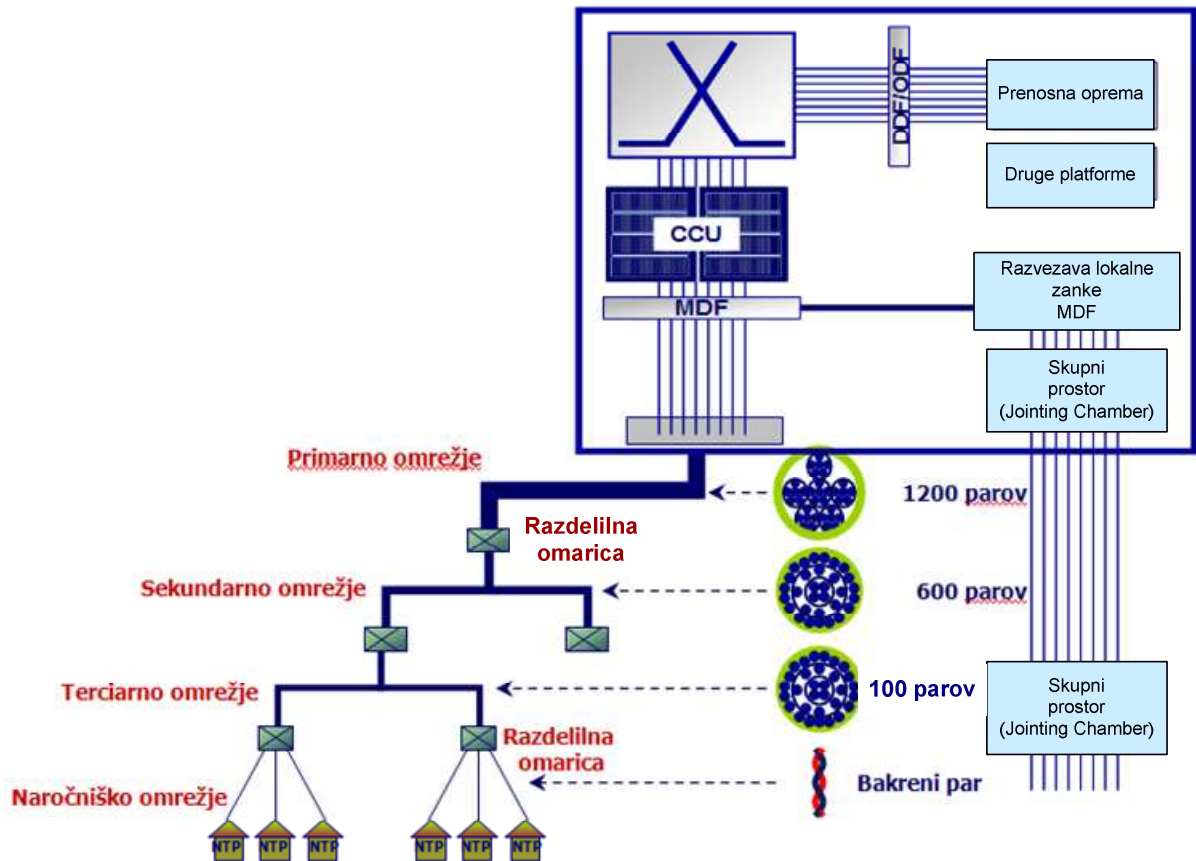 DDF/ODF
Prenosna oprema
Druge platforme
CCU
MDF
Razvezava lokalne
zanke
MDF
Skupni
prostor
(Jointing Chamber)
Primarno omrežje
1200 parov
Razdelilna
omarica
Sekundarno omrežje
600 parov
Terciarno omrežje
100 parov
Skupni
prostor
(Jointing Chamber)
Razdelilna
omarica
Bakreni par
Naročniško omrežje
NTP NTP NTP NTP NTP NTP